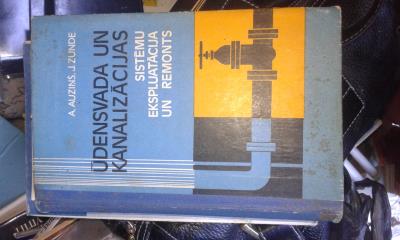 A. AUZIŅŠ, J. ZUNDE
ŪDENSVADA UN
KANALIZĀCIJAS
SISTĒMU
EKSPLUATĀCIJA
UN REMONTS